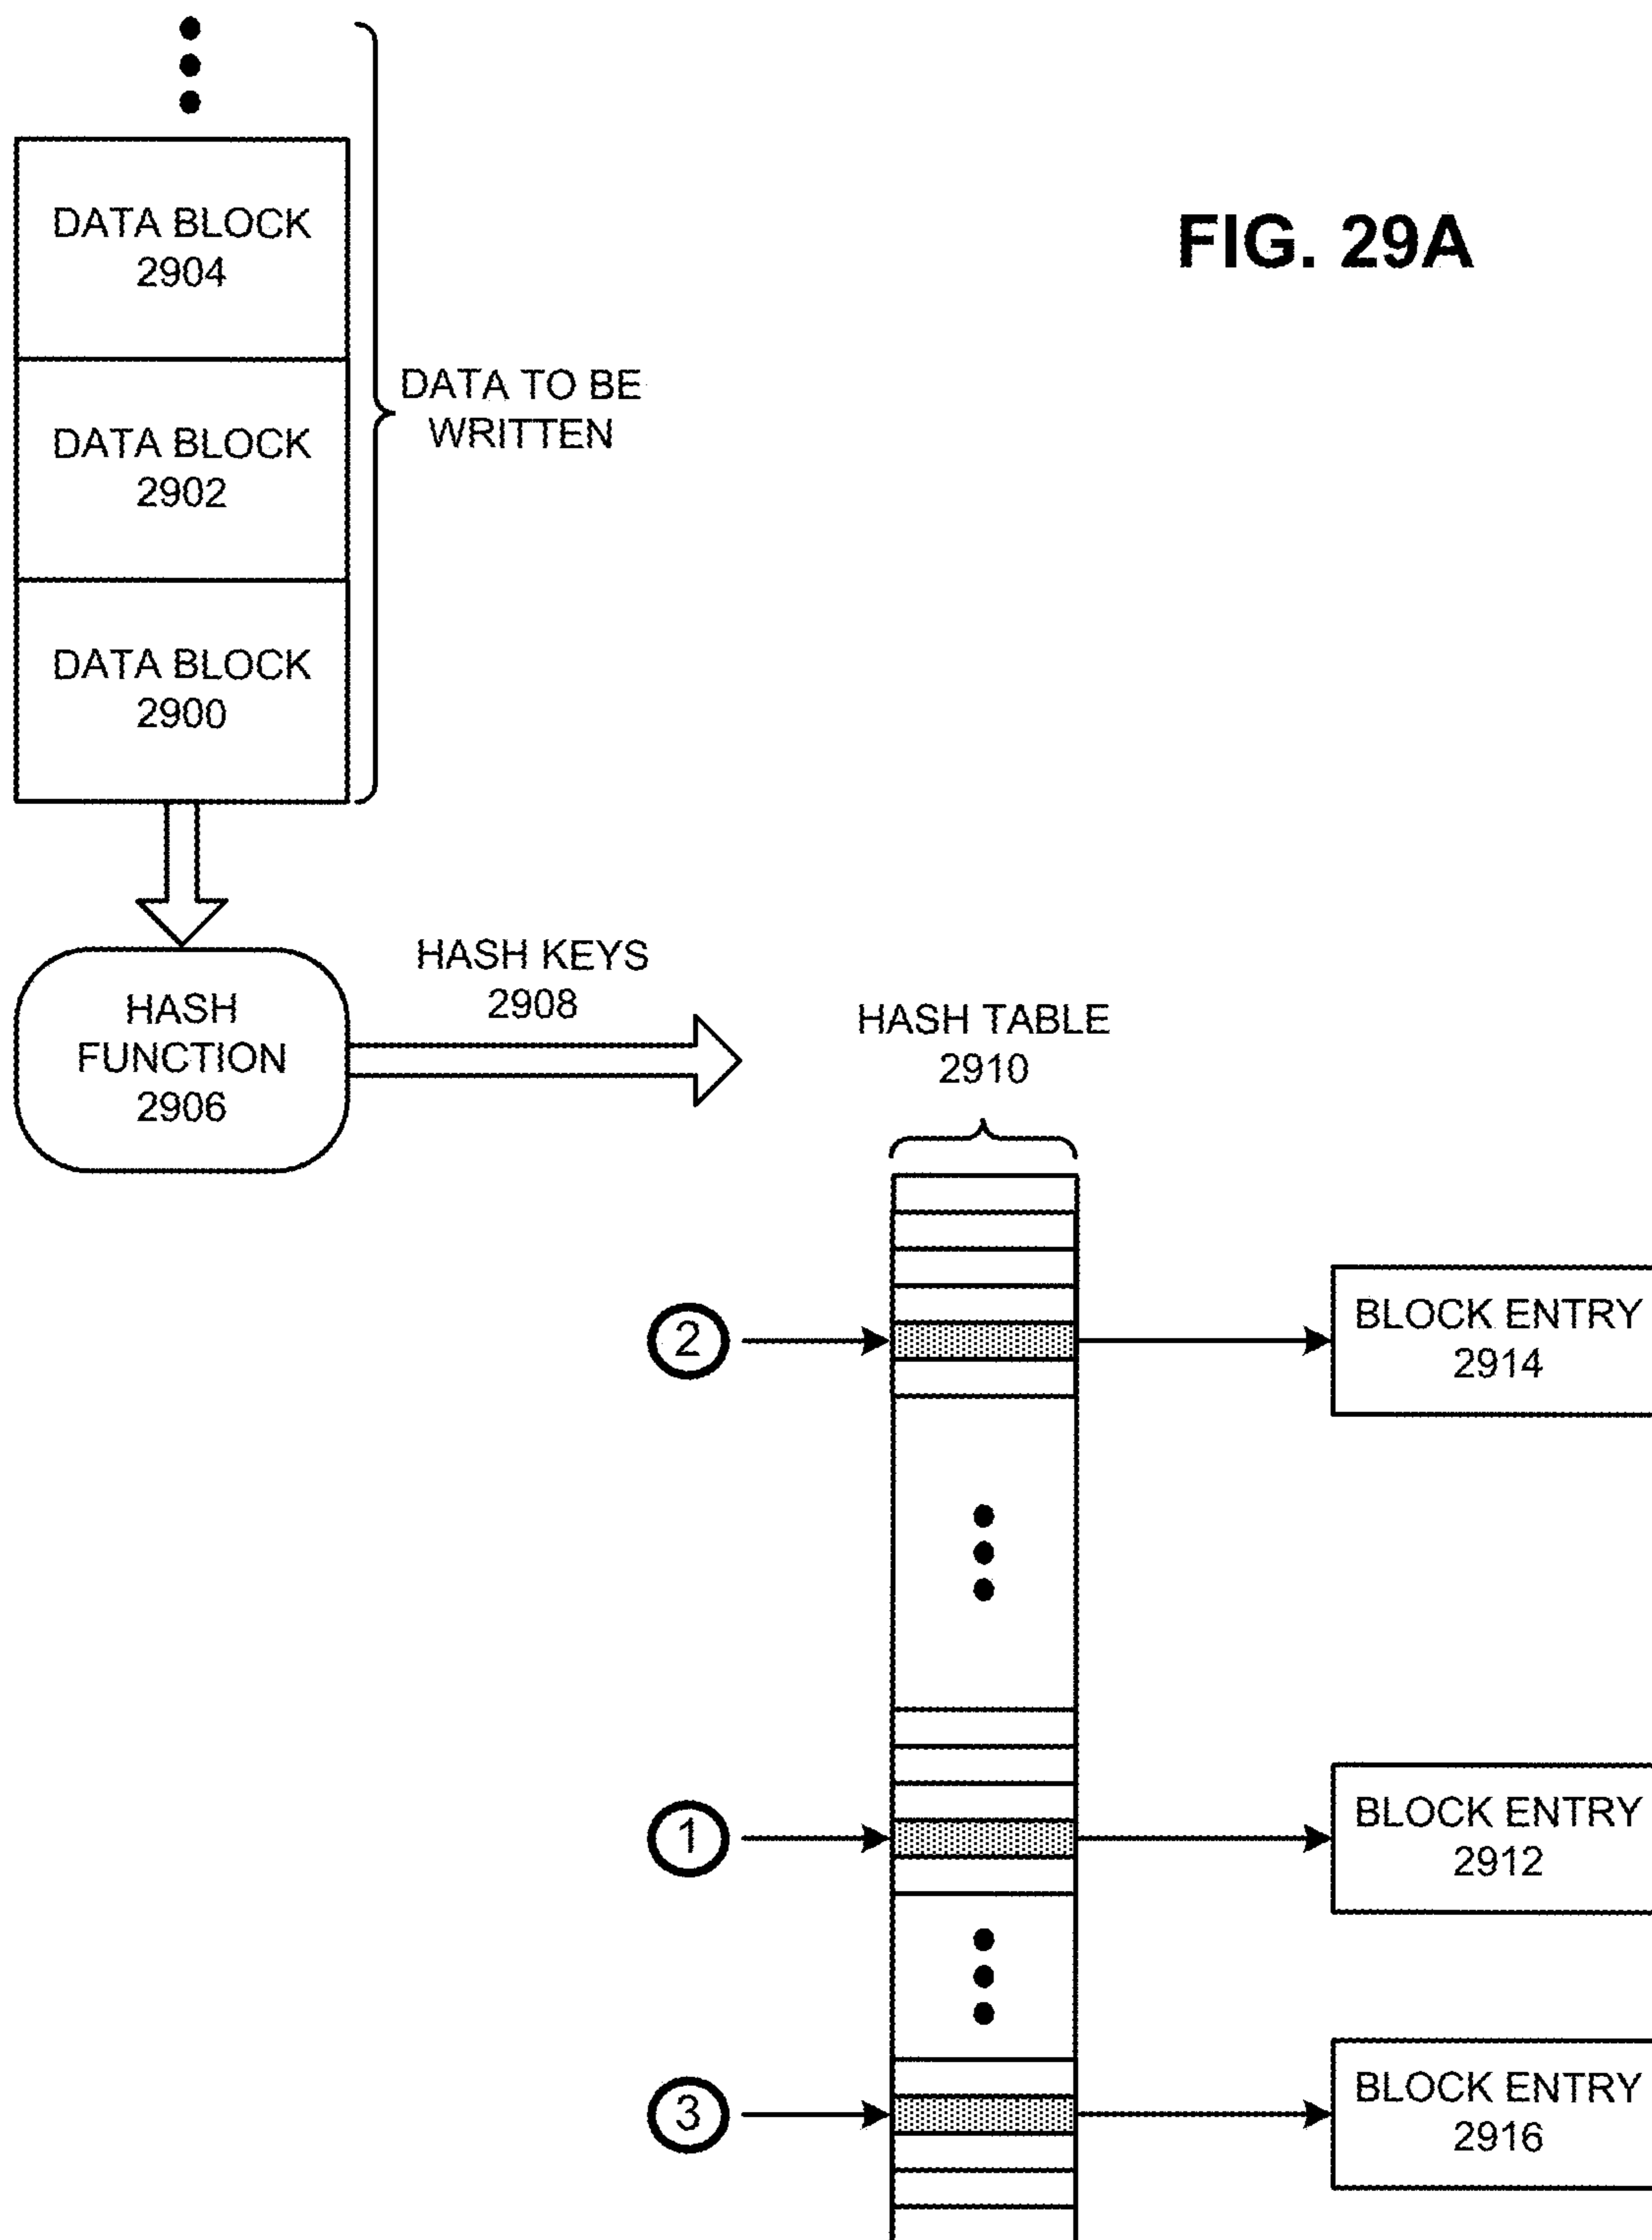 FIG. 29A
DATA BLOCK
2904
DATA TO BE
WRITTEN
DATA BLOCK
2902
DATA BLOCK
2900
HASH
FUNCTION
2906
HASH KEYS
2908
HASH TABLE
2910
2
BLOCK ENTRY
2914
1
BLOCK ENTRY
2912
3
BLOCK ENTRY
2916